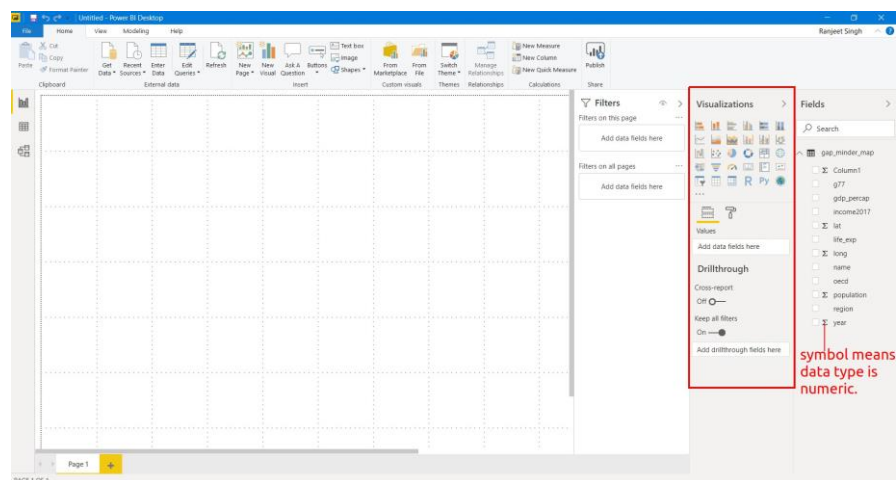 Untitled - Power BI Desktop
File Home View Modeling Help Ranjeet Singh
Paste
Cut
Copy
Format Painter
Get Data
Recent Sources
Enter Data
Edit Queries
Refresh
New Page
New Visual
Ask A Question
Buttons
Text box
Image
Shapes
From Marketplace
From File
Switch Theme
Manage Relationships
New Measure
New Column
New Quick Measure
Publish
Clipboard External data Insert Custom visuals Themes Relationships Calculations Share
Filters
Filters on this page
Add data fields here
Filters on all pages
Add data fields here
Visualizations
R Py
Values
Add data fields here
Drillthrough
Cross-report
Off
Keep all filters
On
Add drillthrough fields here
Fields
Search
gap_minder_map
Σ Column1
g77
gdp_percap
income2017
Σ lat
life_exp
Σ long
name
oecd
Σ population
region
Σ year
symbol means
data type is
numeric.
Page 1
PAGE 1 OF 1